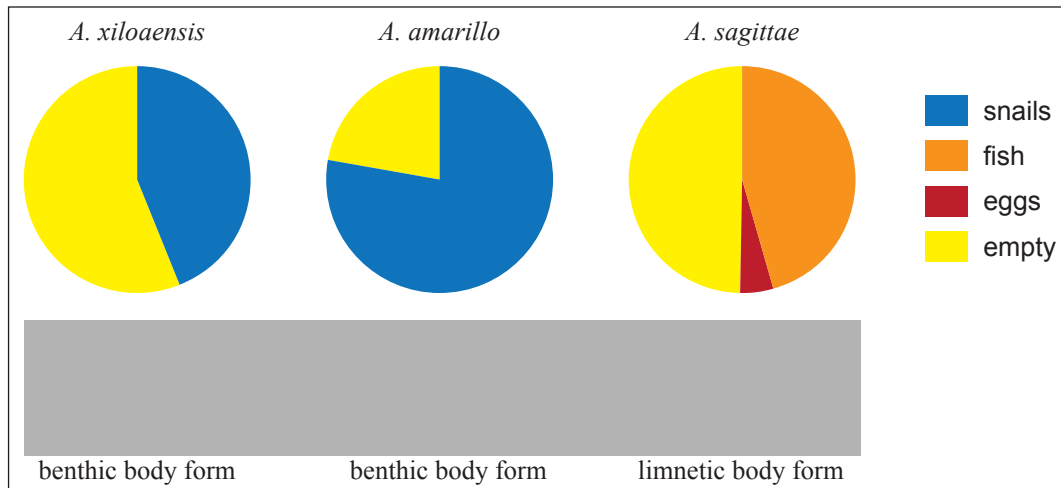 A. xiloaensis
A. amarillo
A. sagittae
snails
fish
eggs
empty
benthic body form
benthic body form
limnetic body form